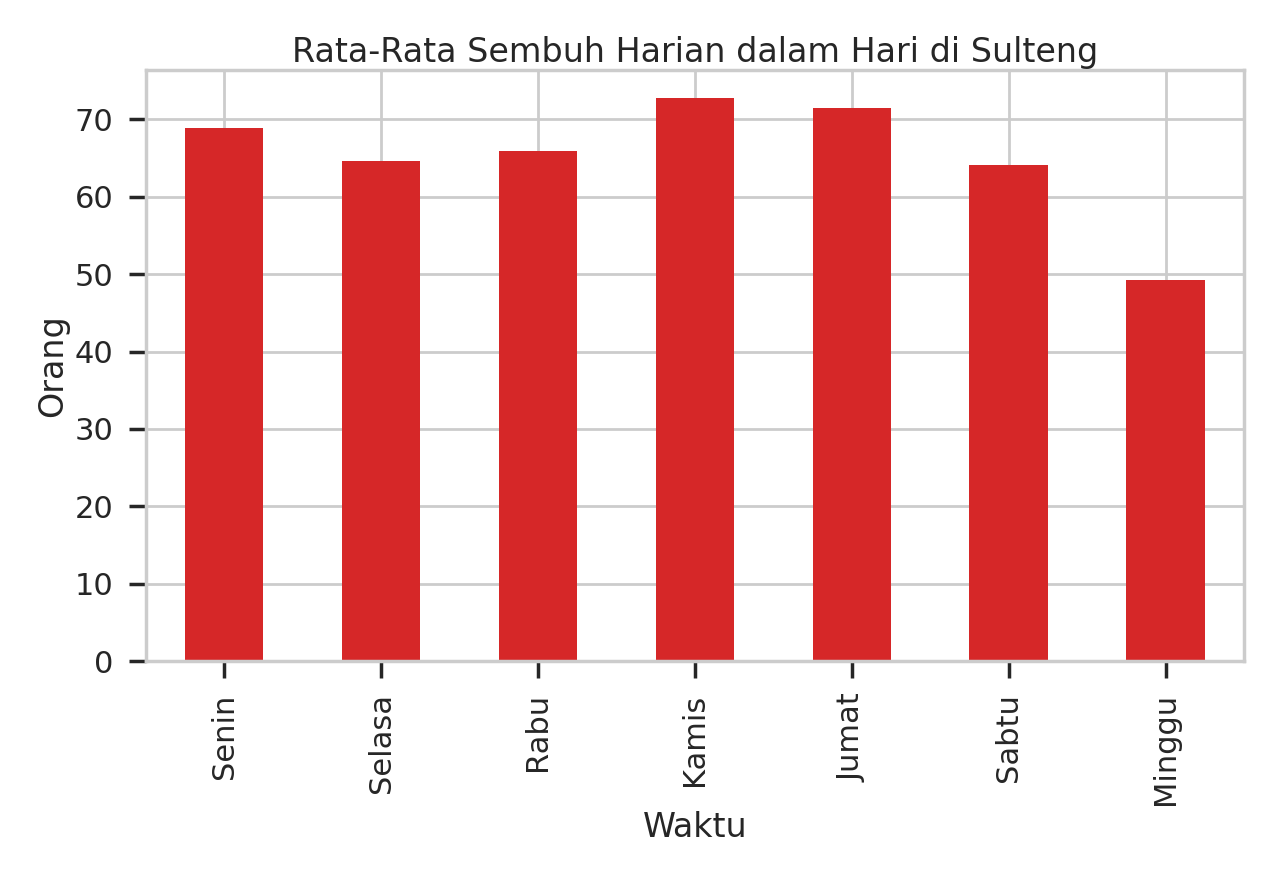 Rata-Rata Sembuh Harian dalam Hari di Sulteng
70
60
50
40
30
20
10
0
Orang
Senin
Selasa
Rabu
Kamis
Jumat
Sabtu
Minggu
Waktu